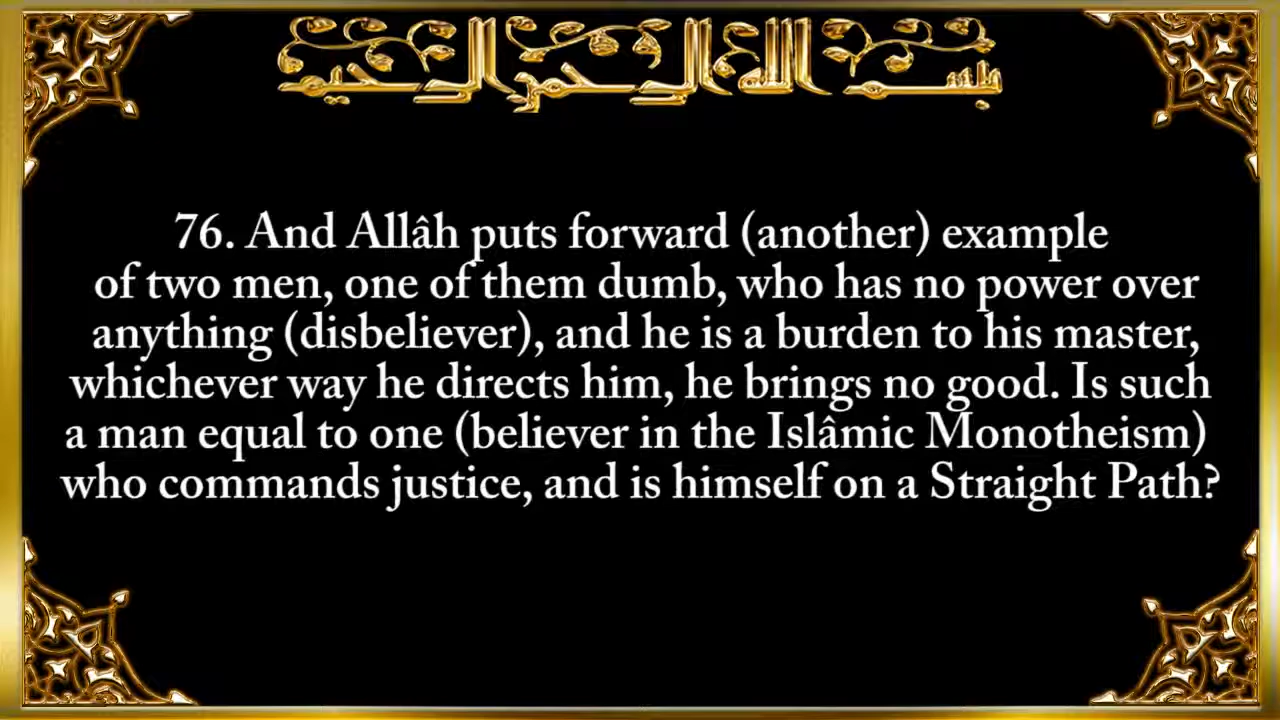 بسم الله الرحمن الرحيم
76. And Allâh puts forward (another) example
of two men, one of them dumb, who has no power over
anything (disbeliever), and he is a burden to his master,
whichever way he directs him, he brings no good. Is such
a man equal to one (believer in the Islâmic Monotheism)
who commands justice, and is himself on a Straight Path?